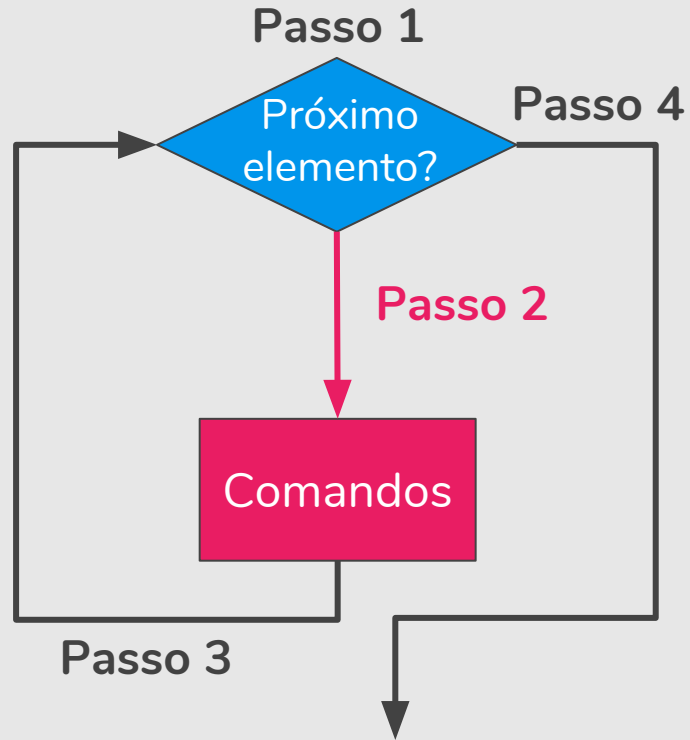 Passo 1
Próximo
elemento?
Passo 4
Passo 2
Comandos
Passo 3